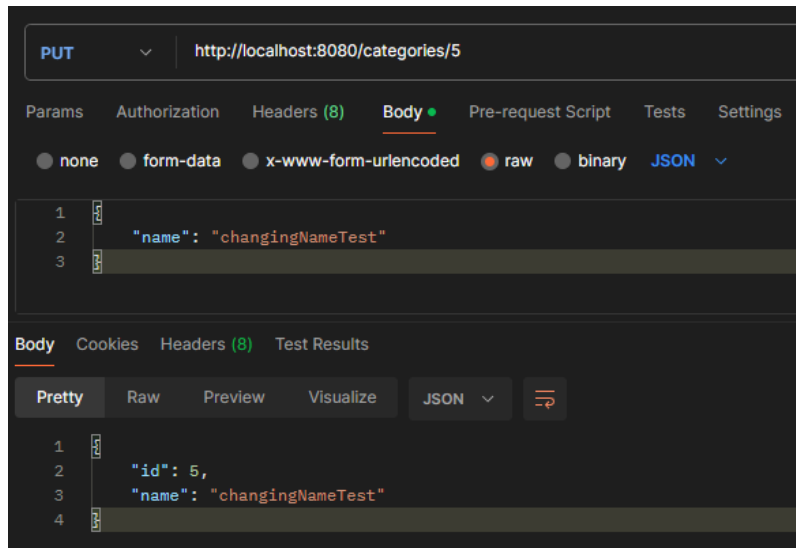 PUT http://localhost:8080/categories/5
Params Authorization Headers (8) Body Pre-request Script Tests Settings
none form-data x-www-form-urlencoded raw binary JSON
1 {
2 "name": "changingNameTest"
3 }
Body Cookies Headers (8) Test Results
Pretty Raw Preview Visualize JSON
1 {
2 "id": 5,
3 "name": "changingNameTest"
4 }